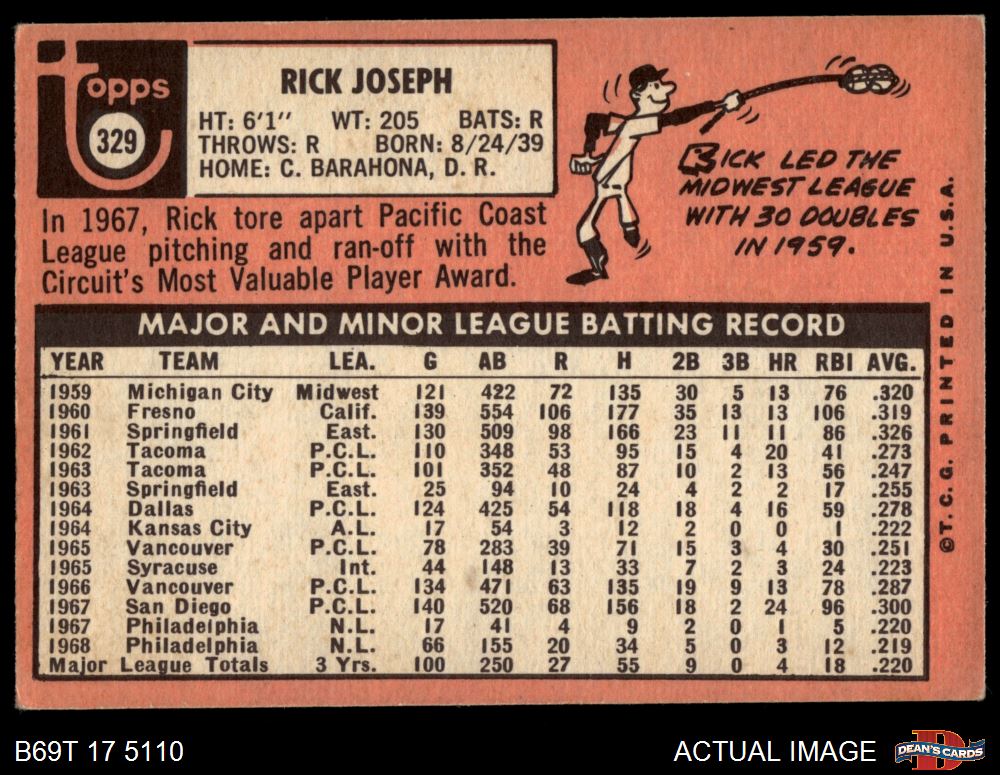 Topps
329
RICK JOSEPH
HT: 6'1" WT: 205 BATS: R
THROWS: R BORN: 8/24/39
HOME: C. BARAHONA, D. R.
In 1967, Rick tore apart Pacific Coast
League pitching and ran-off with the
Circuit's Most Valuable Player Award.
RICK LED THE
MIDWEST LEAGUE
WITH 30 DOUBLES
IN 1959.
MAJOR AND MINOR LEAGUE BATTING RECORD
YEAR TEAM LEA. G AB R H 2B 3B HR RBI AVG.
1959 Michigan City Midwest 121 422 72 135 30 5 13 76 .320
1960 Fresno Calif. 139 554 106 177 35 13 13 106 .319
1961 Springfield East. 130 509 98 166 23 11 11 86 .326
1962 Tacoma P.C.L. 110 348 53 95 15 4 20 41 .273
1963 Tacoma P.C.L. 101 352 48 87 10 2 13 56 .247
1963 Springfield East. 25 94 10 24 4 2 2 17 .255
1964 Dallas P.C.L. 124 425 54 118 18 4 16 59 .278
1964 Kansas City A.L. 17 54 3 12 2 0 0 1 .222
1965 Vancouver P.C.L. 78 283 39 71 15 3 4 30 .251
1965 Syracuse Int. 44 148 13 33 7 2 3 24 .223
1966 Vancouver P.C.L. 134 471 63 135 19 9 13 78 .287
1967 San Diego P.C.L. 140 520 68 156 18 2 24 96 .300
1967 Philadelphia N.L. 17 41 4 9 2 0 1 5 .220
1968 Philadelphia N.L. 66 155 20 34 5 0 3 12 .219
Major League Totals 3 Yrs. 100 250 27 55 9 0 4 18 .220
©T. C. G. PRINTED IN U.S.A.
B69T 17 5110
ACTUAL IMAGE
DEAN'S CARDS